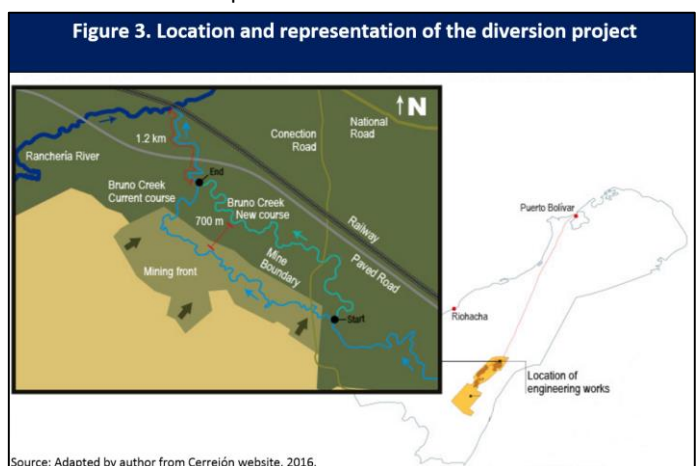 Figure 3. Location and representation of the diversion project
N
National
Road
Conection
Road
1.2 km
Ranchería River
End
Bruno Creek
Current course
Bruno Creek
New course
700 m
Railway
Paved Road
Mine
Boundary
Mining front
Start
Puerto Bolívar
Riohacha
Location of
engineering works
Source: Adapted by author from Cerrejón website, 2016.